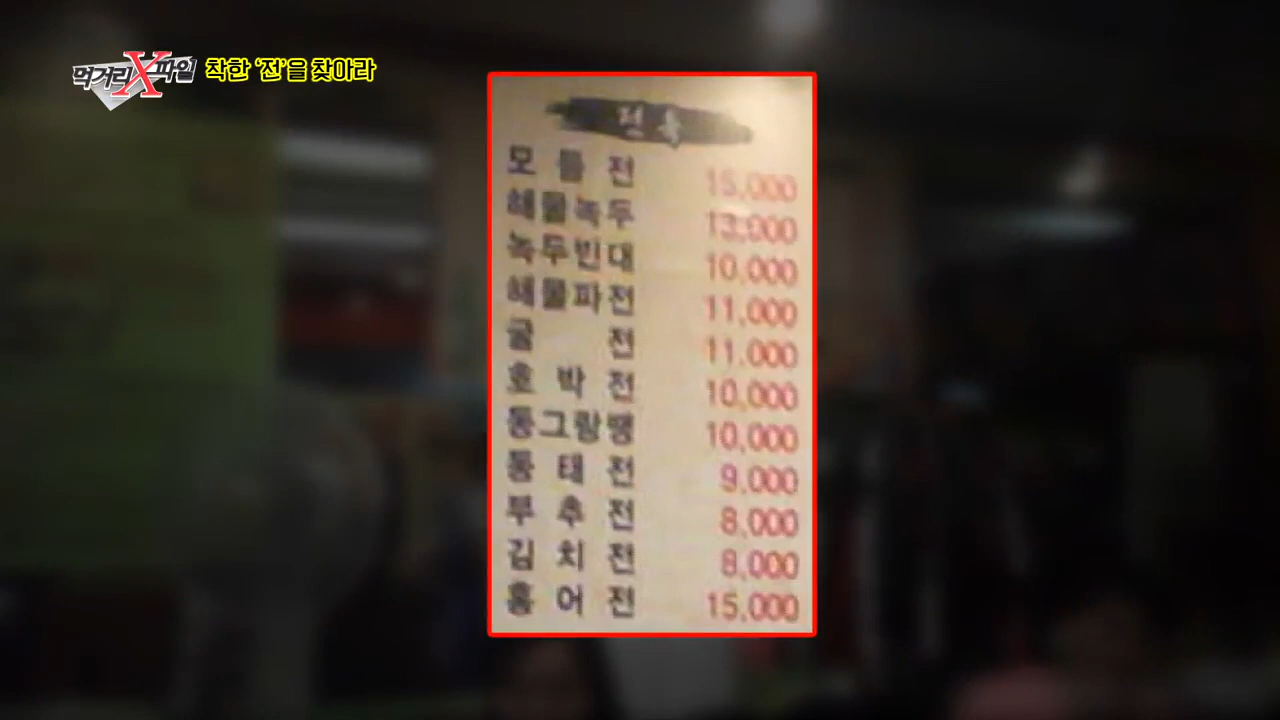 먹거리X파일 착한 '전'을 찾아라
전류
모듬전 15,000
해물녹두 13,000
녹두빈대 10,000
해물파전 11,000
굴전 11,000
호박전 10,000
동그랑땡 10,000
동태전 9,000
부추전 8,000
김치전 8,000
홍어전 15,000